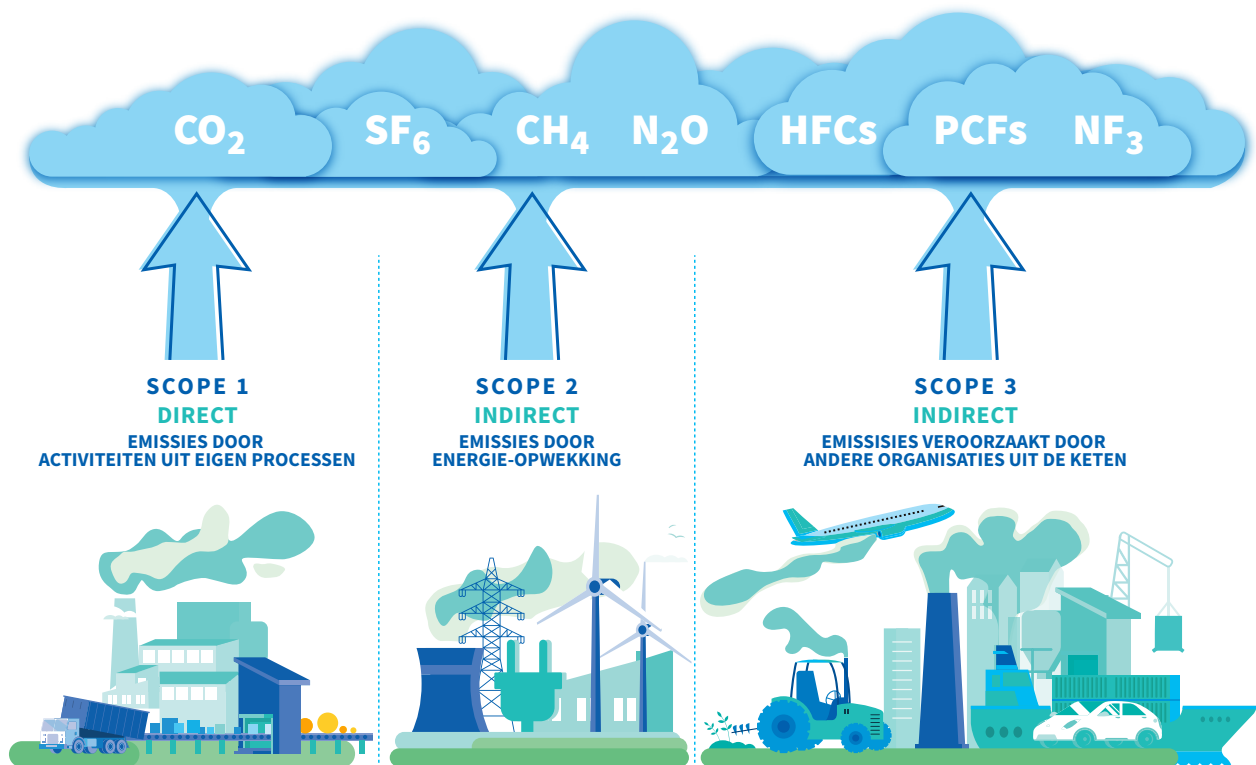 CO₂ SF₆ CH₄ N₂O HFCs PCFs NF₃
SCOPE 1
DIRECT
EMISSIES DOOR
ACTIVITEITEN UIT EIGEN PROCESSEN
SCOPE 2
INDIRECT
EMISSIES DOOR
ENERGIE-OPWEKKING
SCOPE 3
INDIRECT
EMISSISIES VEROORZAAKT DOOR
ANDERE ORGANISATIES UIT DE KETEN